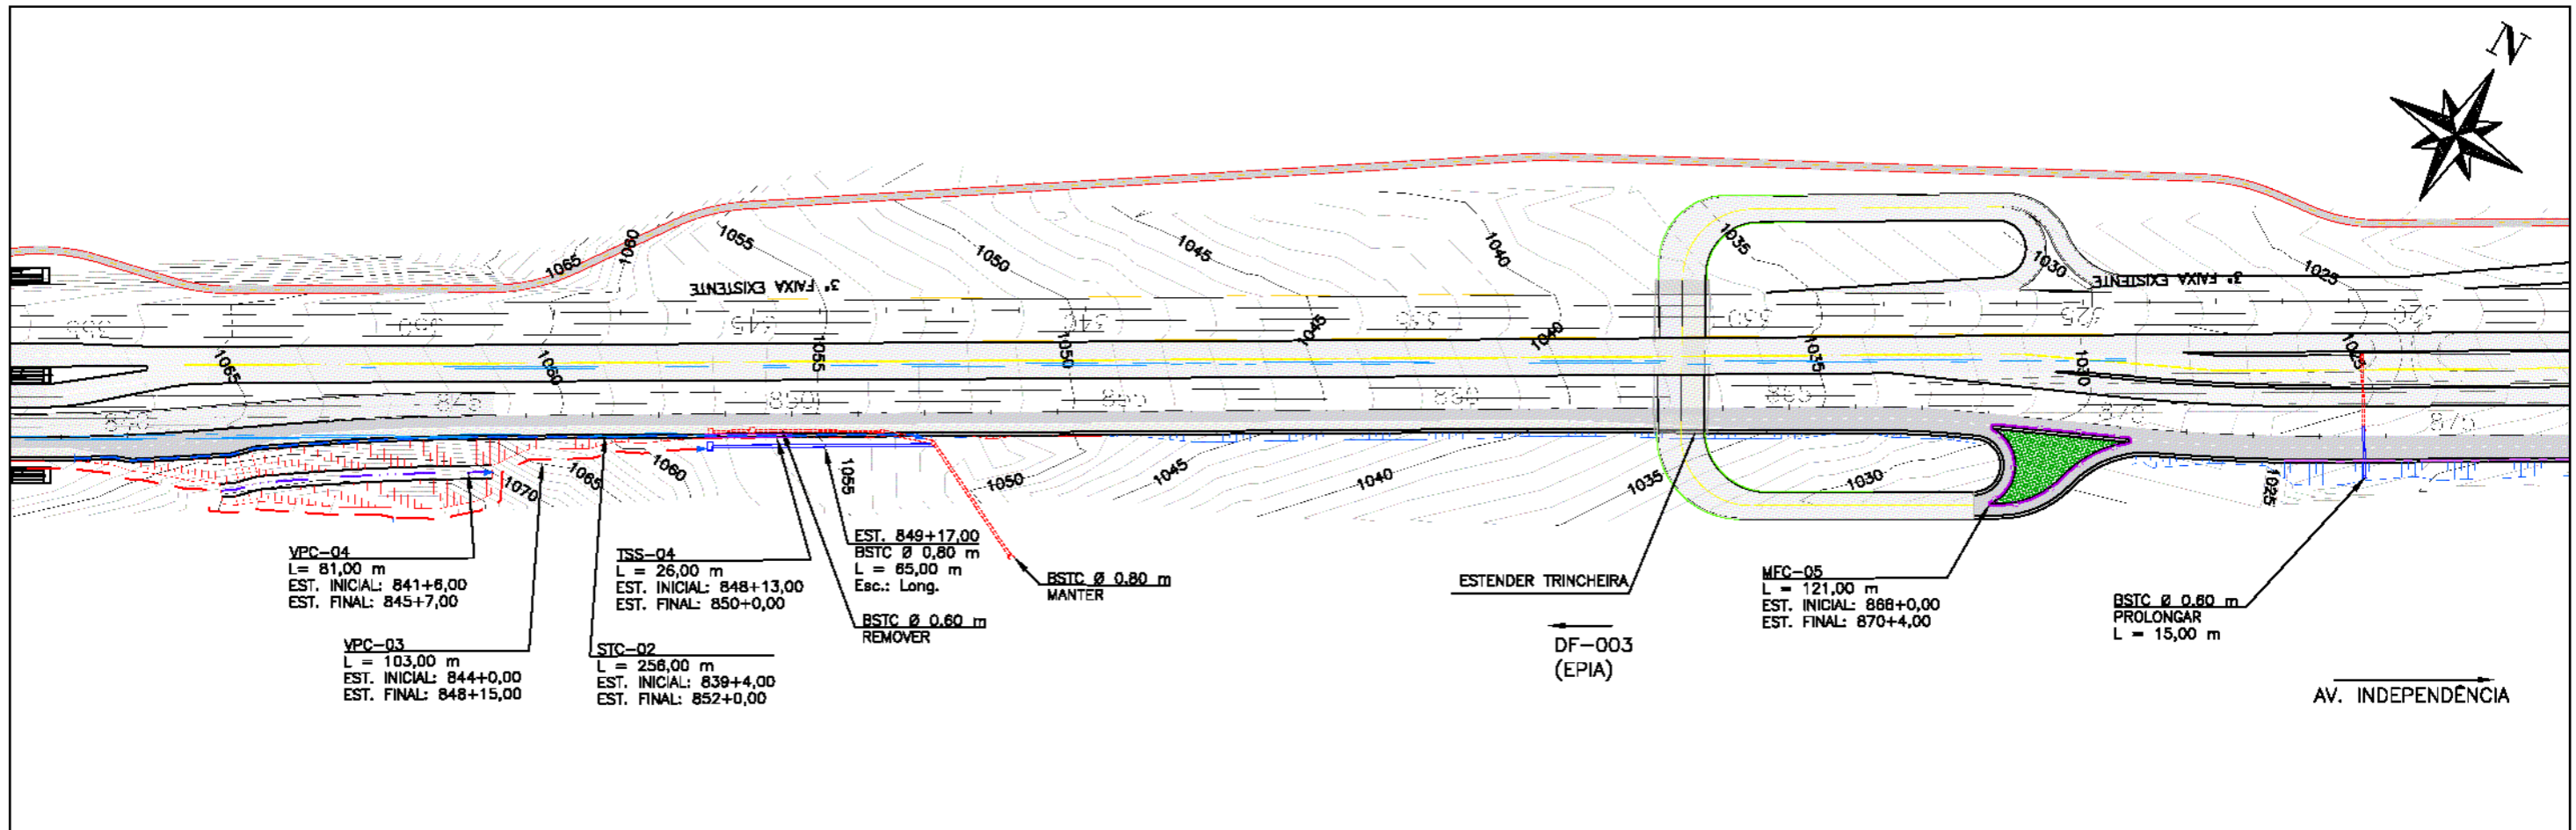 N
1055
1060
1065
1050
1045
1040
1035
1030
1025
3ª FAIXA EXISTENTE
3ª FAIXA EXISTENTE
845
850
870
875
1065
1060
1055
1050
1045
1040
1035
1030
1025
1070
1065
1060
1055
1050
1045
1040
1035
1030
1025
VPC-04
L= 81,00 m
EST. INICIAL: 841+6,00
EST. FINAL: 845+7,00
VPC-03
L = 103,00 m
EST. INICIAL: 844+0,00
EST. FINAL: 848+15,00
TSS-04
L = 26,00 m
EST. INICIAL: 848+13,00
EST. FINAL: 850+0,00
STC-02
L = 256,00 m
EST. INICIAL: 839+4,00
EST. FINAL: 852+0,00
EST. 849+17,00
BSTC Ø 0,80 m
L = 65,00 m
Esc.: Long.
BSTC Ø 0.60 m
REMOVER
BSTC Ø 0.80 m
MANTER
ESTENDER TRINCHEIRA
DF-003
(EPIA)
MFC-05
L = 121,00 m
EST. INICIAL: 866+0,00
EST. FINAL: 870+4,00
BSTC Ø 0.60 m
PROLONGAR
L = 15,00 m
AV. INDEPENDÊNCIA